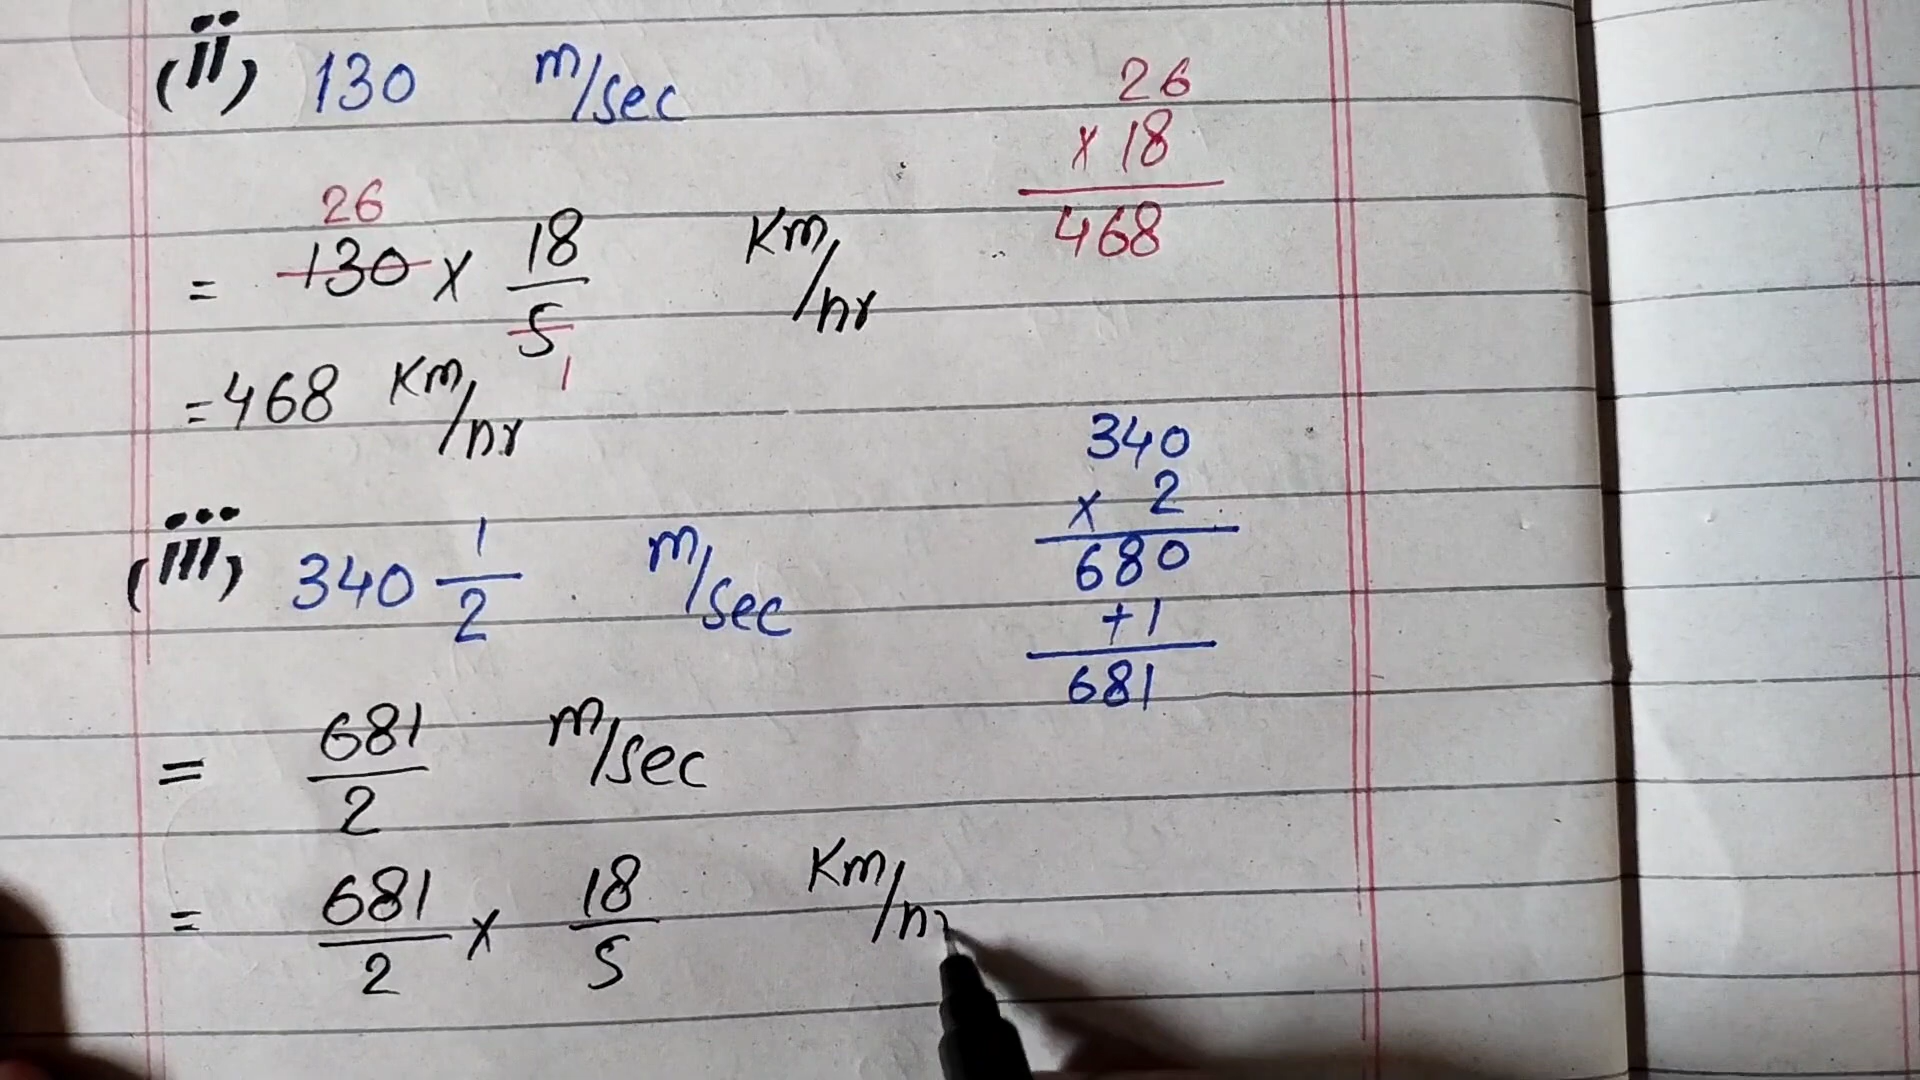 (ii) 130 m/sec
26
× 18
468
26
= 130 × 18/5 Km/hr
1
= 468 Km/hr
(iii) 340 1/2 m/sec
340
× 2
680
+1
681
= 681/2 m/sec
= 681/2 × 18/5 Km/hr